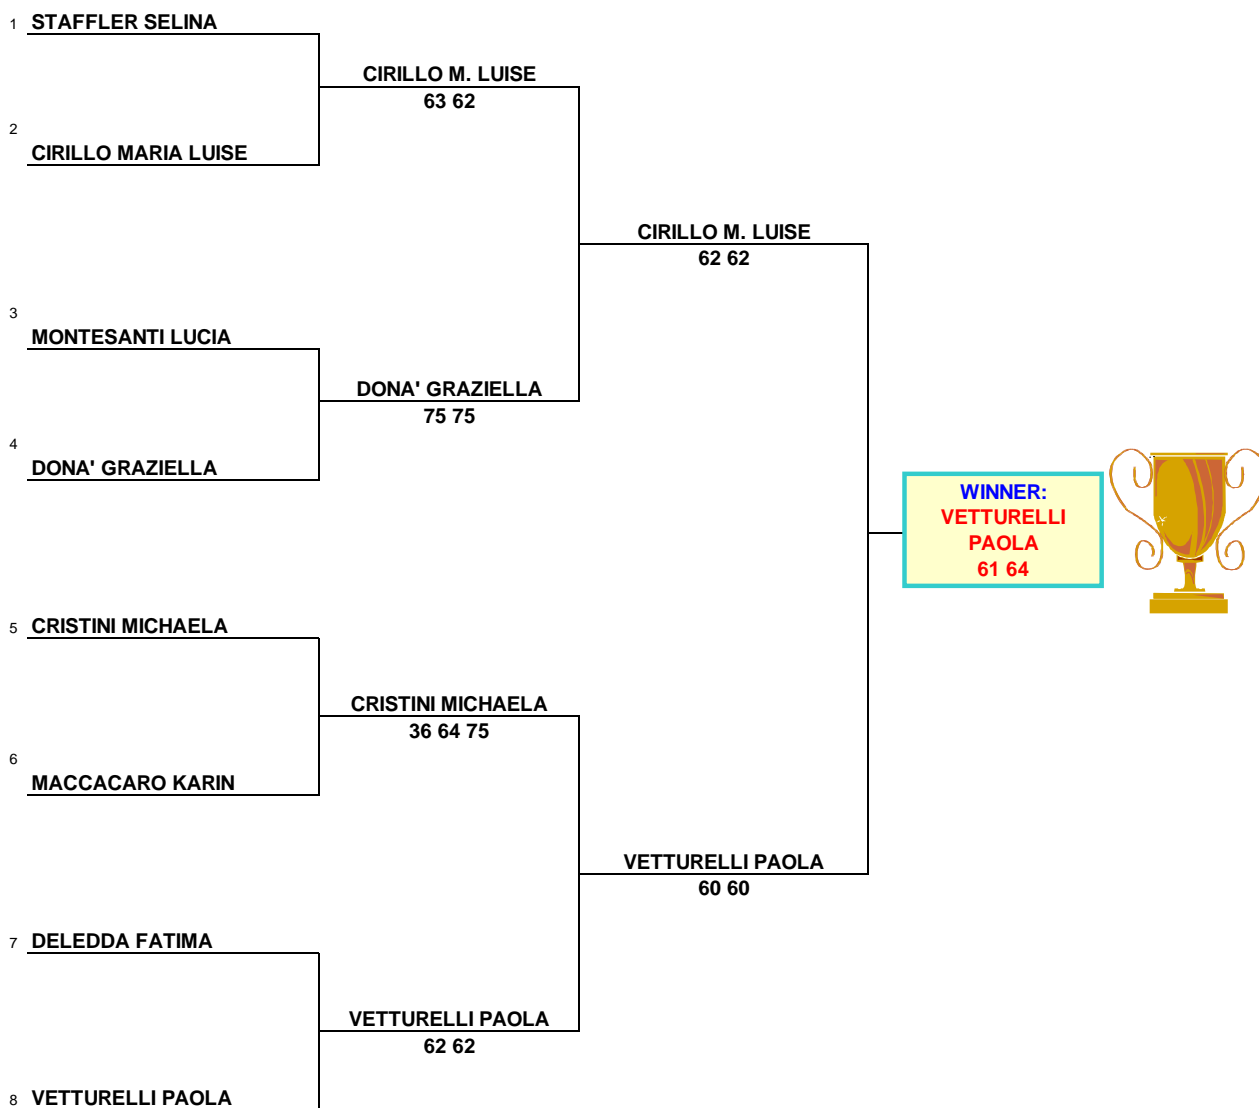 1 STAFFLER SELINA
CIRILLO M. LUISE
63 62
2
CIRILLO MARIA LUISE
CIRILLO M. LUISE
62 62
3
MONTESANTI LUCIA
DONA' GRAZIELLA
75 75
4
DONA' GRAZIELLA
WINNER:
VETTURELLI
PAOLA
61 64
5 CRISTINI MICHAELA
CRISTINI MICHAELA
36 64 75
6
MACCACARO KARIN
VETTURELLI PAOLA
60 60
7 DELEDDA FATIMA
VETTURELLI PAOLA
62 62
8 VETTURELLI PAOLA